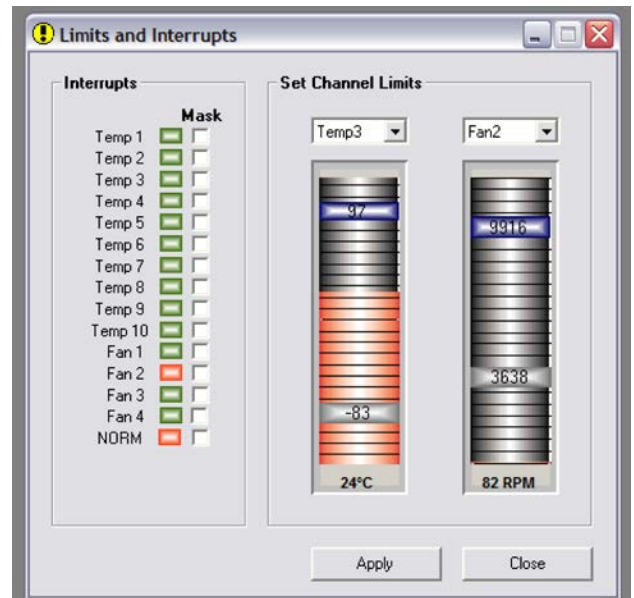 Limits and Interrupts
Interrupts
Mask
Temp 1
Temp 2
Temp 3
Temp 4
Temp 5
Temp 6
Temp 7
Temp 8
Temp 9
Temp 10
Fan 1
Fan 2
Fan 3
Fan 4
NORM
Set Channel Limits
Temp3 Fan2
97 9916
-83 3638
24°C 82 RPM
Apply Close